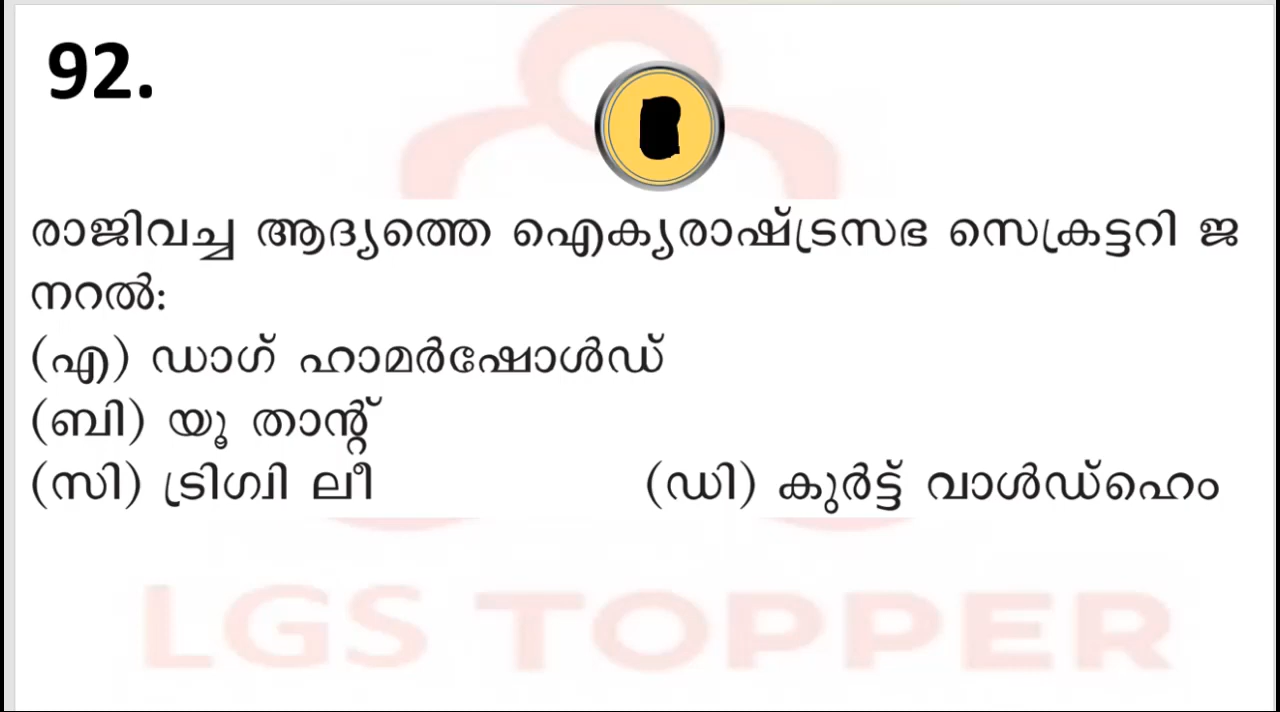 92.
രാജിവച്ച ആദ്യത്തെ ഐക്യരാഷ്ട്രസഭ സെക്രട്ടറി ജ
നറൽ:
(എ) ഡാഗ് ഹാമർഷോൾഡ്
(ബി) യൂ താന്റ്
(സി) ട്രിഗ്വി ലീ (ഡി) കുർട്ട് വാൾഡ്ഹെം
LGS TOPPER